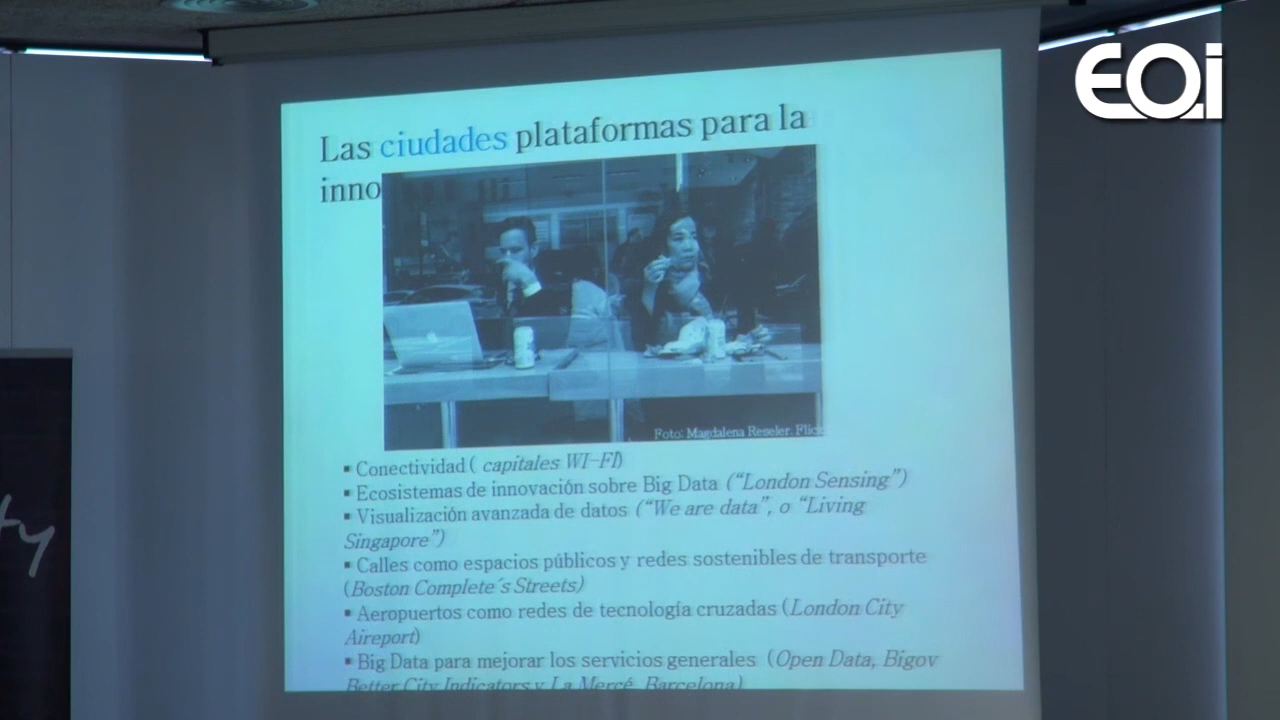 EOi
Las ciudades plataformas para la
inno
Foto: Magdalena Reseler. Flick
▪ Conectividad ( capitales WI-FI)
▪ Ecosistemas de innovación sobre Big Data (“London Sensing”)
▪ Visualización avanzada de datos (“We are data”, o “Living
Singapore”)
▪ Calles como espacios públicos y redes sostenibles de transporte
(Boston Complete´s Streets)
▪ Aeropuertos como redes de tecnología cruzadas (London City
Aireport)
▪ Big Data para mejorar los servicios generales (Open Data, Bigov
Better City Indicators y La Mercé, Barcelona)
ty